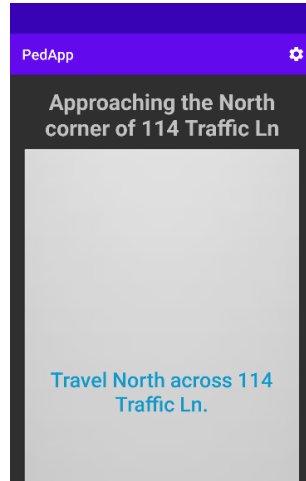 PedApp
Approaching the North
corner of 114 Traffic Ln
Travel North across 114
Traffic Ln.